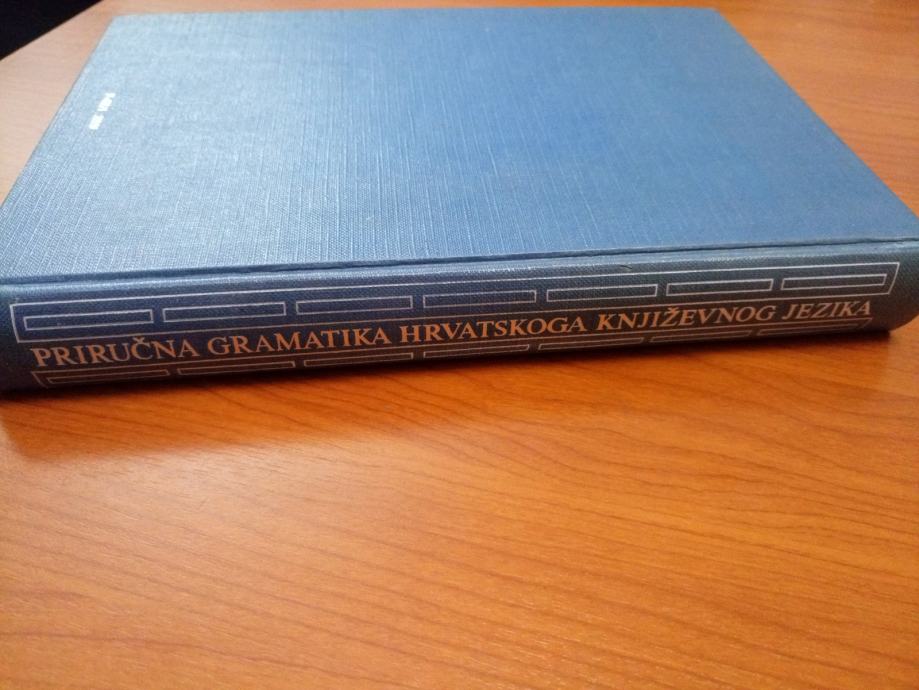 PRIRUČNA GRAMATIKA HRVATSKOGA KNJIŽEVNOG JEZIKA